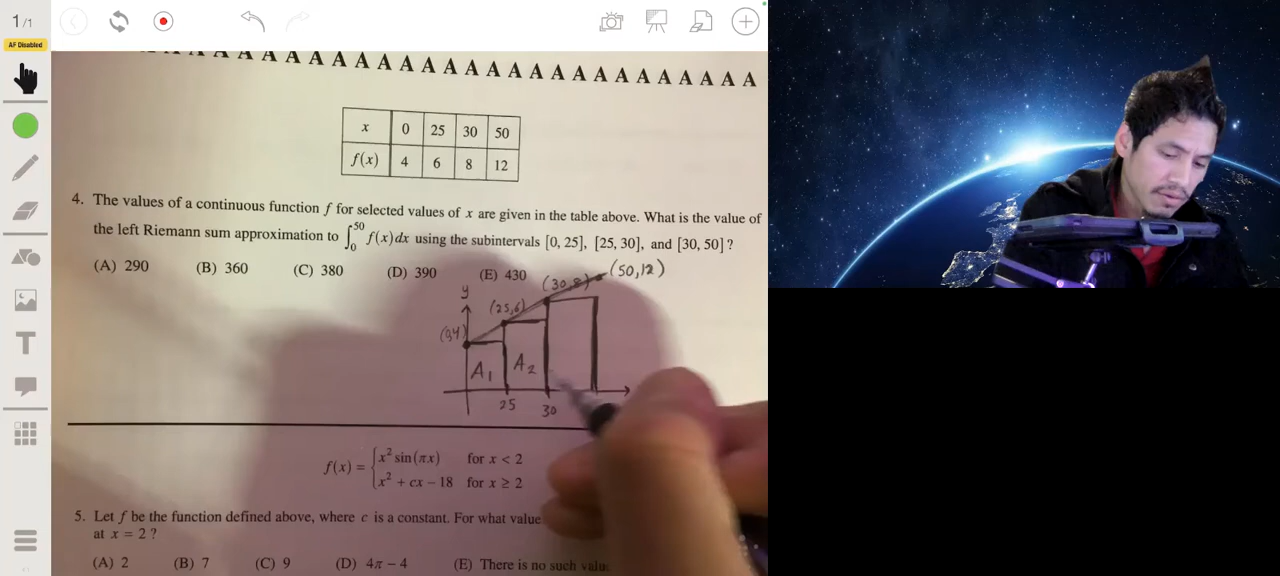 1/1
AF Disabled
A A A A A A A A A A A A A A A A A A A A A A A A A A
x 0 25 30 50
f(x) 4 6 8 12
4. The values of a continuous function f for selected values of x are given in the table above. What is the value of
the left Riemann sum approximation to ∫₀⁵⁰ f(x)dx using the subintervals [0, 25], [25, 30], and [30, 50]?
(A) 290 (B) 360 (C) 380 (D) 390 (E) 430
(50,12)
(30,8)
y
(25,6)
(0,4)
A₁ A₂
25 30
f(x) = { x² sin(πx) for x < 2
x² + cx − 18 for x ≥ 2
5. Let f be the function defined above, where c is a constant. For what value
at x = 2?
(A) 2 (B) 7 (C) 9 (D) 4π − 4 (E) There is no such
T